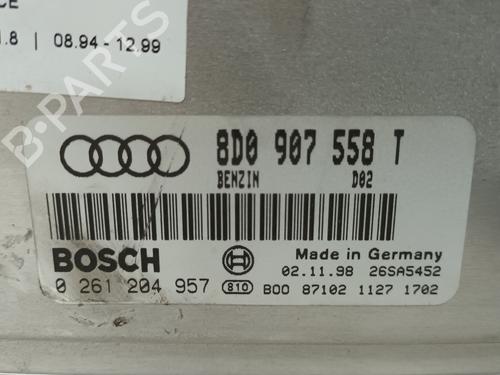 CE
1.8 | 08.94 - 12.99
8D0 907 558 T
BENZIN D02
BOSCH
Made in Germany
02.11.98 26SA5452
0 261 204 957 810 B00 87102 1127 1702
B-PARTS